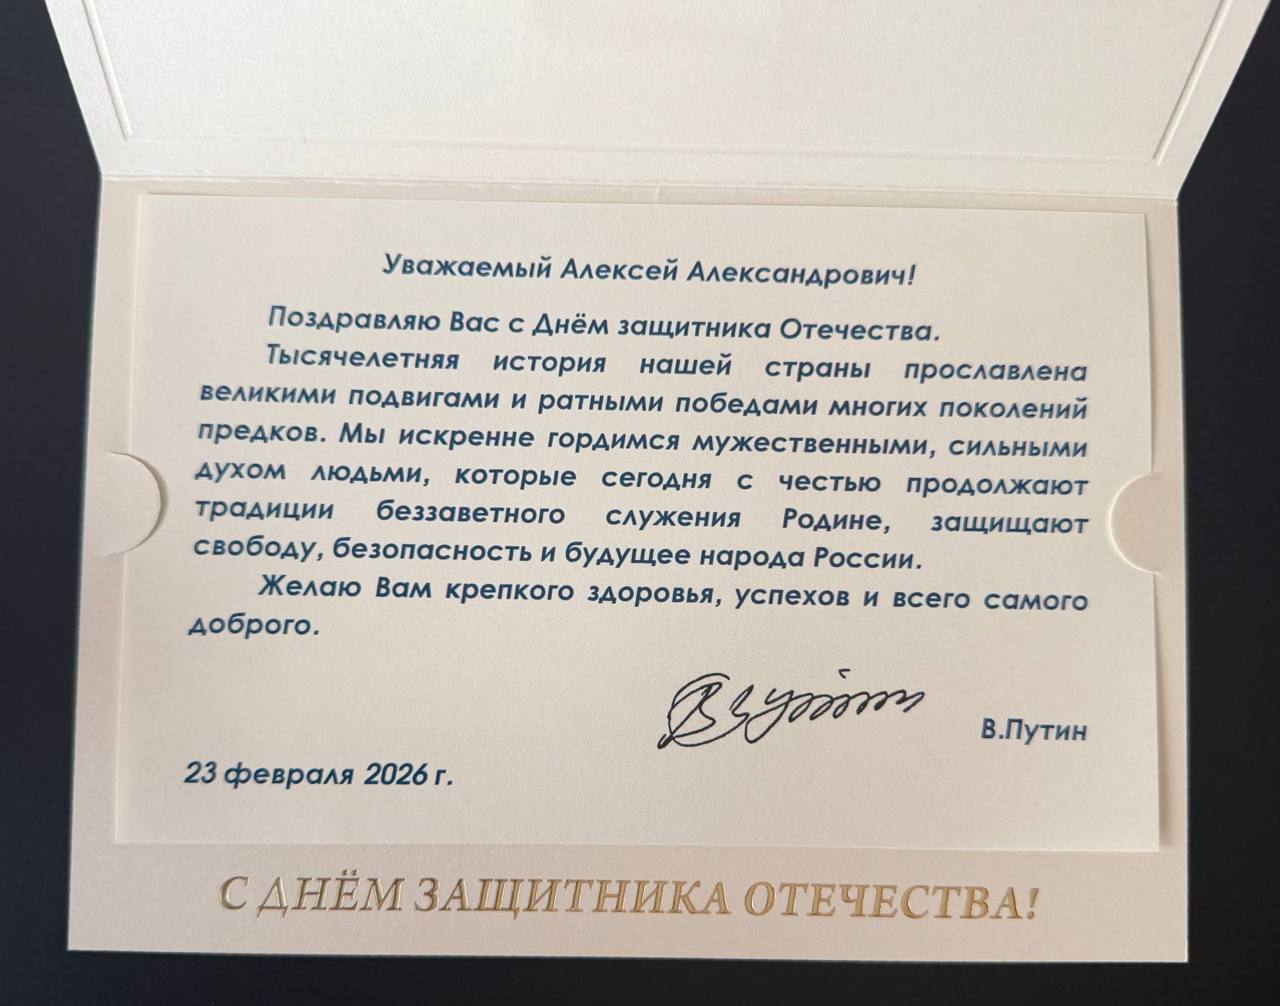 Уважаемый Алексей Александрович!
Поздравляю Вас с Днём защитника Отечества.
Тысячелетняя история нашей страны прославлена
великими подвигами и ратными победами многих поколений
предков. Мы искренне гордимся мужественными, сильными
духом людьми, которые сегодня с честью продолжают
традиции беззаветного служения Родине, защищают
свободу, безопасность и будущее народа России.
Желаю Вам крепкого здоровья, успехов и всего самого
доброго.
В.Путин
23 февраля 2026 г.
С ДНЁМ ЗАЩИТНИКА ОТЕЧЕСТВА!